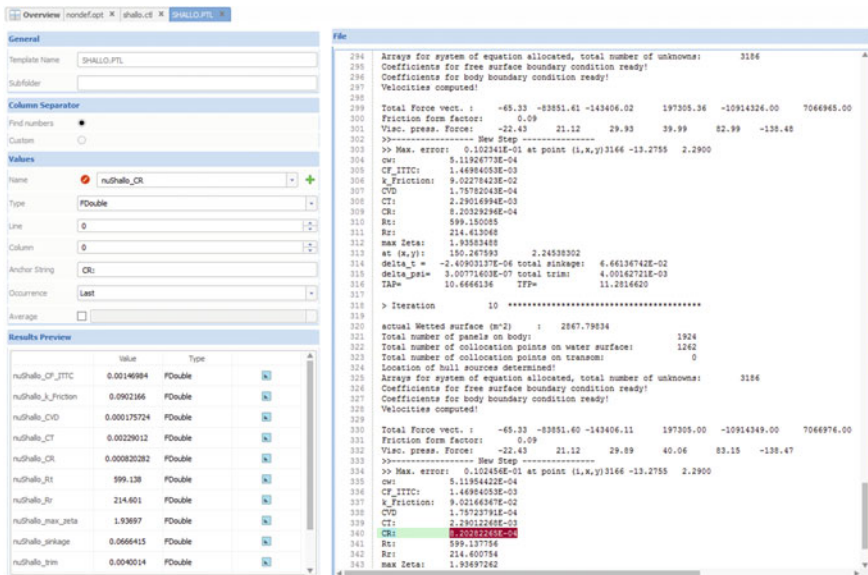 Overview nondef.opt × shallo.ctl × SHALLO.PTL ×
General
Template Name SHALLO.PTL
Subfolder
Column Separator
Find numbers
Custom
Values
Name nuShallo_CR
Type FDouble
Line 0
Column 0
Anchor String CR:
Occurrence Last
Average
Results Preview
Value Type
nuShallo_CF_ITTC 0.00146984 FDouble
nuShallo_k_Friction 0.0902166 FDouble
nuShallo_CVD 0.000175724 FDouble
nuShallo_CT 0.00229012 FDouble
nuShallo_CR 0.000820282 FDouble
nuShallo_Rt 599.138 FDouble
nuShallo_Rr 214.601 FDouble
nuShallo_max_zeta 1.93697 FDouble
nuShallo_sinkage 0.0666415 FDouble
nuShallo_trim 0.0040014 FDouble
File
294 Arrays for system of equation allocated, total number of unknowns: 3186
295 Coefficients for free surface boundary condition ready!
296 Coefficients for body boundary condition ready!
297 Velocities computed!
298
299 Total Force vect. : -65.33 -83851.61 -143406.02 197305.36 -10914326.00 7066965.00
300 Friction form factor: 0.09
301 Visc. press. Force: -22.43 21.12 29.93 39.99 82.99 -138.48
302 >>----------------- New Step --------------
303 >> Max. error: 0.102341E-01 at point (i,x,y)3166 -13.2755 2.2900
304 cw: 5.11926773E-04
305 CF_ITTC: 1.46984053E-03
306 k_Friction: 9.02278423E-02
307 CVD 1.75782043E-04
308 CT: 2.29016994E-03
309 CR: 8.20329296E-04
310 Rt: 599.150085
311 Rr: 214.613068
312 max Zeta: 1.93583488
313 at (x,y): 150.267593 2.24538302
314 delta_t = -2.40903137E-06 total sinkage: 6.66136742E-02
315 delta_psi= 3.00771603E-07 total trim: 4.00162721E-03
316 TAP= 10.6666136 TFP= 11.2816620
317
318 > Iteration 10 *****************************************
319
320 actual Wetted surface (m^2) : 2867.79834
321 Total number of panels on body: 1924
322 Total number of collocation points on water surface: 1262
323 Total number of collocation points on transom: 0
324 Location of hull sources determined!
325 Arrays for system of equation allocated, total number of unknowns: 3186
326 Coefficients for free surface boundary condition ready!
327 Coefficients for body boundary condition ready!
328 Velocities computed!
329
330 Total Force vect. : -65.33 -83851.60 -143406.11 197305.00 -10914349.00 7066976.00
331 Friction form factor: 0.09
332 Visc. press. Force: -22.43 21.12 29.89 40.06 83.15 -138.47
333 >>----------------- New Step --------------
334 >> Max. error: 0.102456E-01 at point (i,x,y)3166 -13.2755 2.2900
335 cw: 5.11954422E-04
336 CF_ITTC: 1.46984053E-03
337 k_Friction: 9.02166367E-02
338 CVD 1.75723791E-04
339 CT: 2.29012268E-03
340 CR: 8.20282265E-04
341 Rt: 599.137756
342 Rr: 214.600754
343 max Zeta: 1.93697262